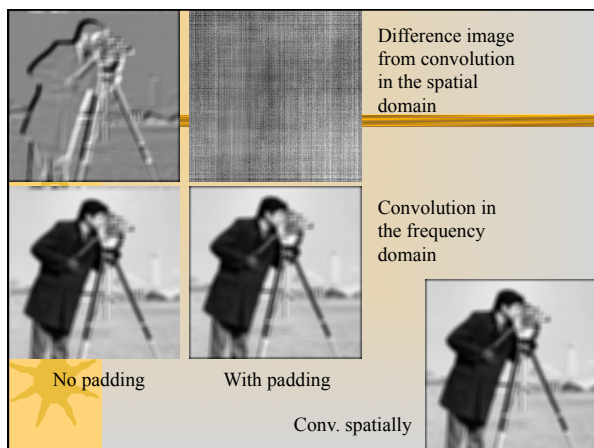 Difference image
from convolution
in the spatial
domain
Convolution in
the frequency
domain
No padding
With padding
Conv. spatially